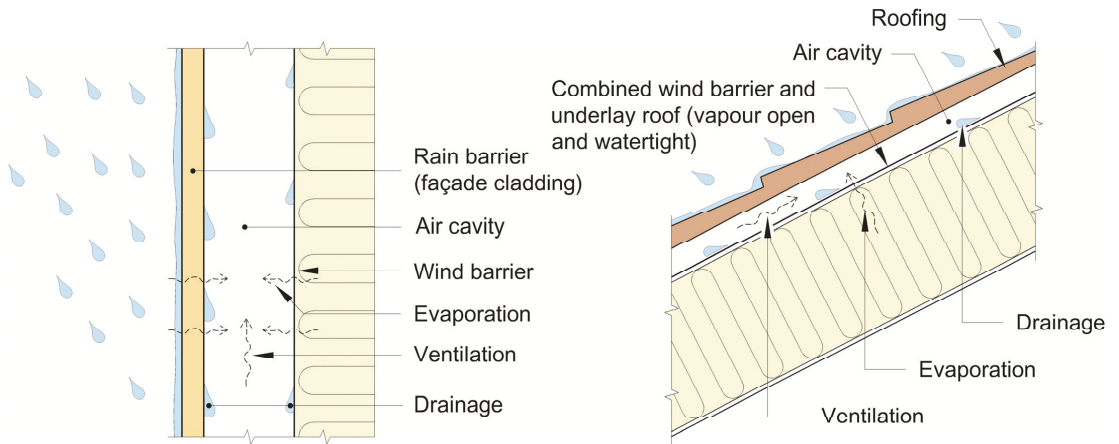 Rain barrier
(façade cladding)
Air cavity
Wind barrier
Evaporation
Ventilation
Drainage
Roofing
Air cavity
Combined wind barrier and
underlay roof (vapour open
and watertight)
Drainage
Evaporation
Ventilation